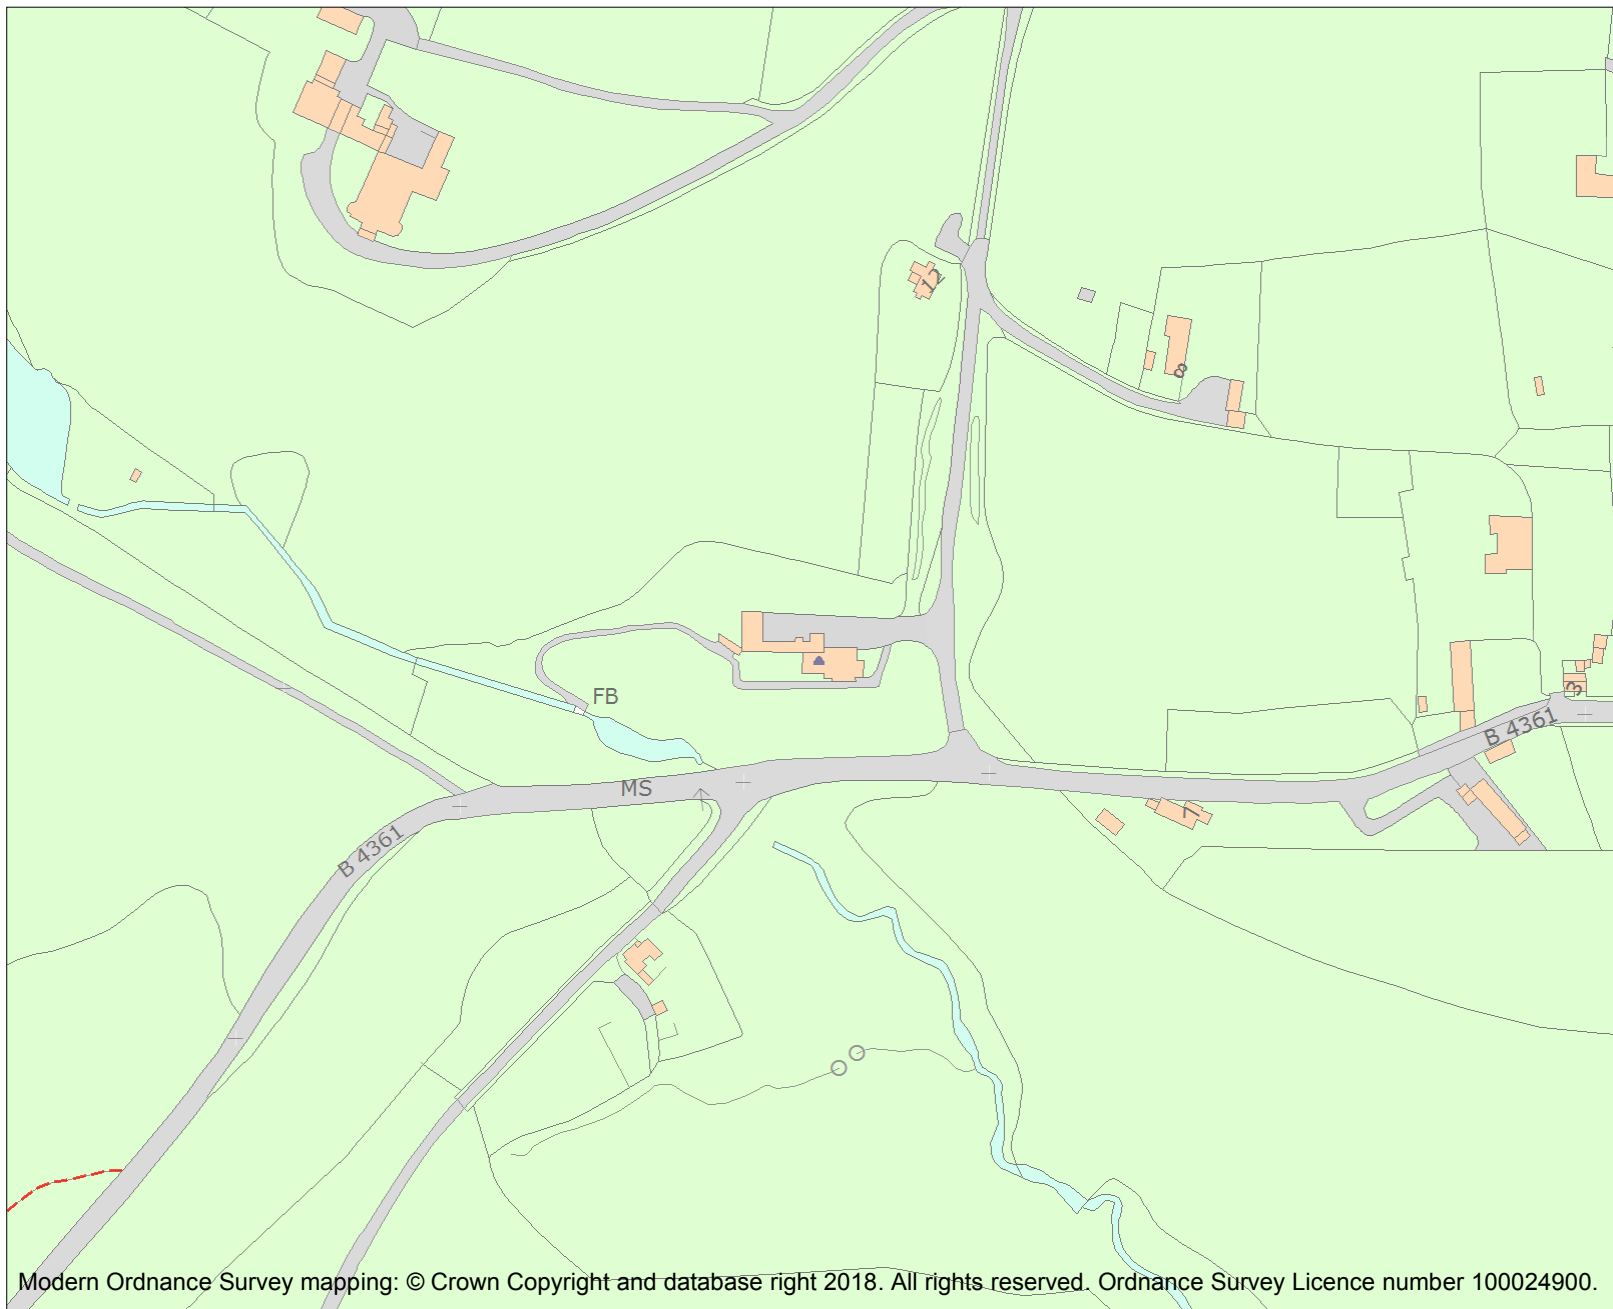 12
8
FB
3
B 4361
MS
7
B 4361
Modern Ordnance Survey mapping: © Crown Copyright and database right 2018. All rights reserved. Ordnance Survey Licence number 100024900.